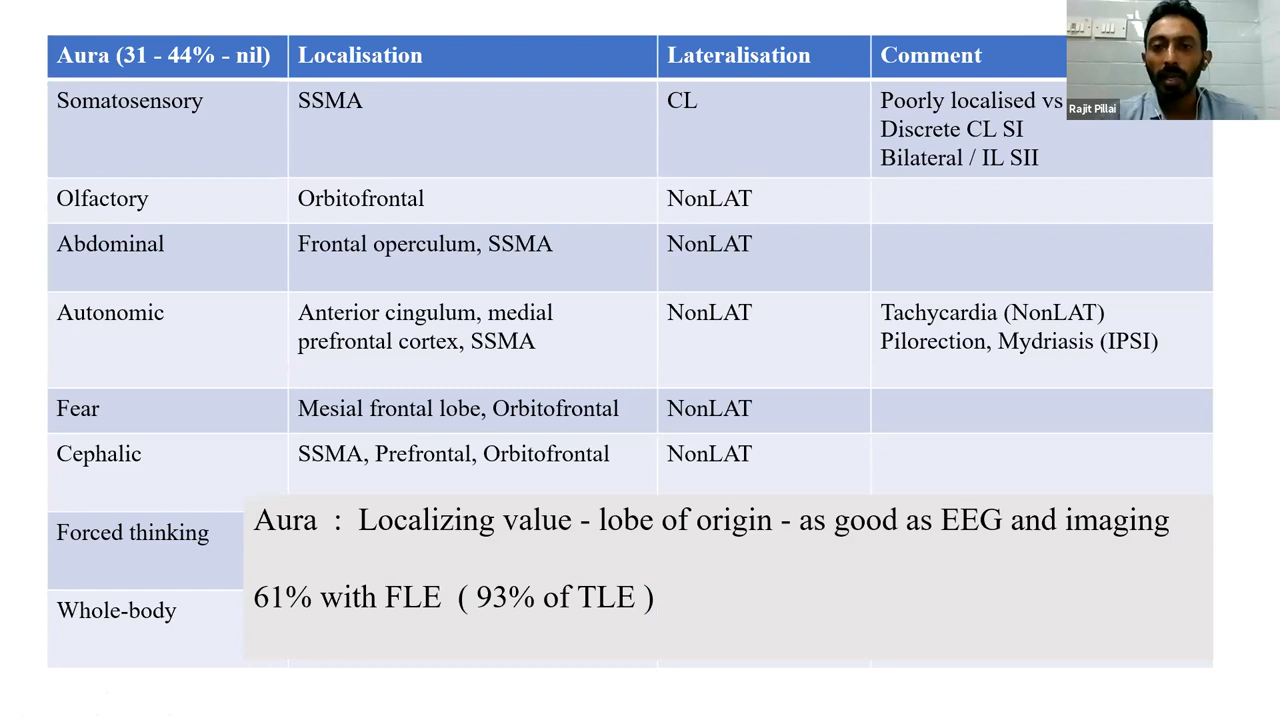 Aura (31 - 44% - nil) Localisation Lateralisation Comment
Somatosensory SSMA CL Poorly localised vs
Discrete CL SI
Bilateral / IL SII
Rajit Pillai
Olfactory Orbitofrontal NonLAT
Abdominal Frontal operculum, SSMA NonLAT
Autonomic Anterior cingulum, medial NonLAT Tachycardia (NonLAT)
prefrontal cortex, SSMA Pilorection, Mydriasis (IPSI)
Fear Mesial frontal lobe, Orbitofrontal NonLAT
Cephalic SSMA, Prefrontal, Orbitofrontal NonLAT
Forced thinking
Whole-body
Aura : Localizing value - lobe of origin - as good as EEG and imaging
61% with FLE ( 93% of TLE )